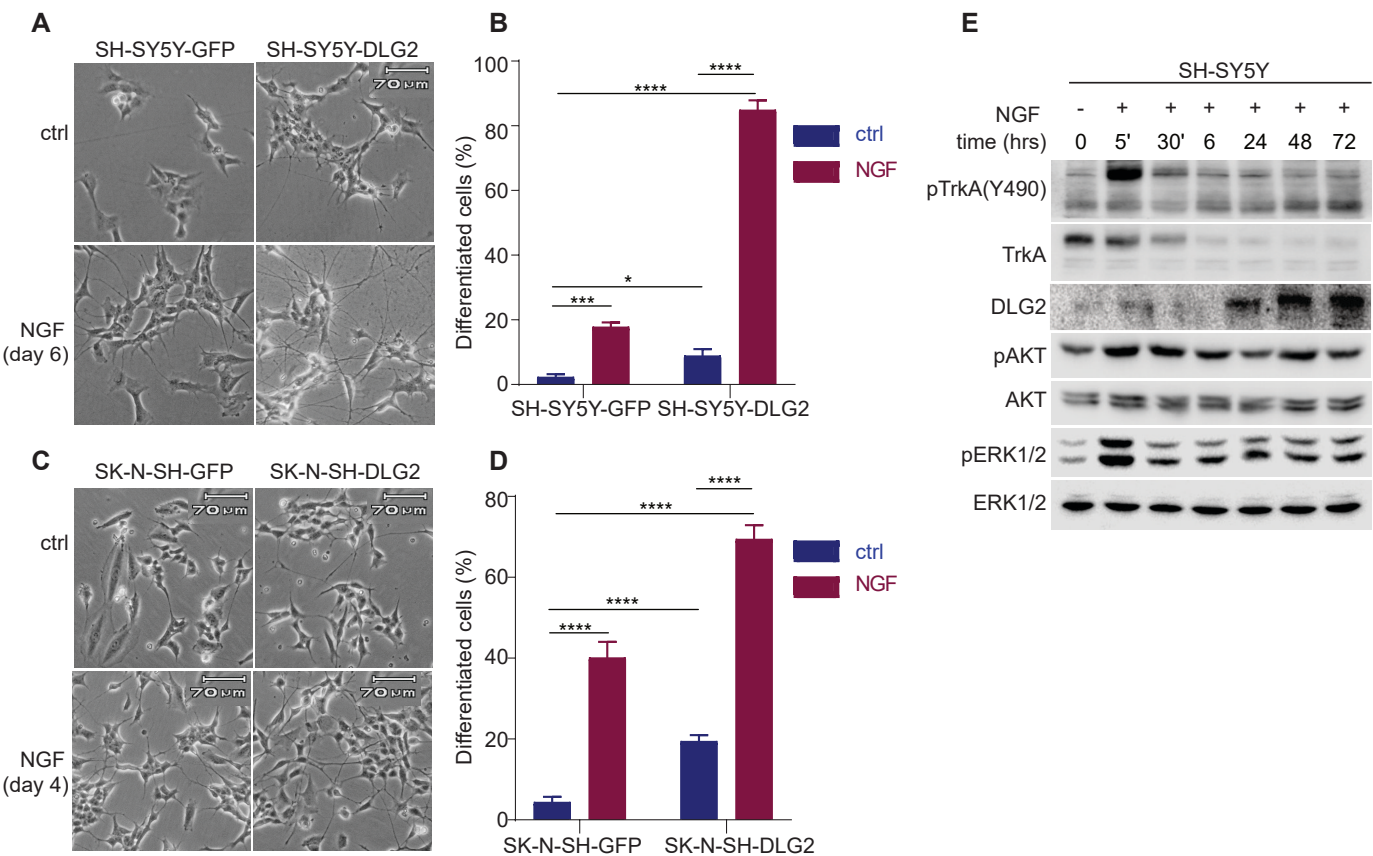 A
SH-SY5Y-GFP SH-SY5Y-DLG2
70 µm
ctrl
NGF
(day 6)
B
100
80
60
40
20
0
Differentiated cells (%)
****
****
*
***
ctrl
NGF
SH-SY5Y-GFP SH-SY5Y-DLG2
C
SK-N-SH-GFP SK-N-SH-DLG2
70 µm 70 µm
ctrl
70 µm 70 µm
NGF
(day 4)
D
80
60
40
20
0
Differentiated cells (%)
****
****
****
****
ctrl
NGF
SK-N-SH-GFP SK-N-SH-DLG2
E
SH-SY5Y
NGF - + + + + + +
time (hrs) 0 5' 30' 6 24 48 72
pTrkA(Y490)
TrkA
DLG2
pAKT
AKT
pERK1/2
ERK1/2